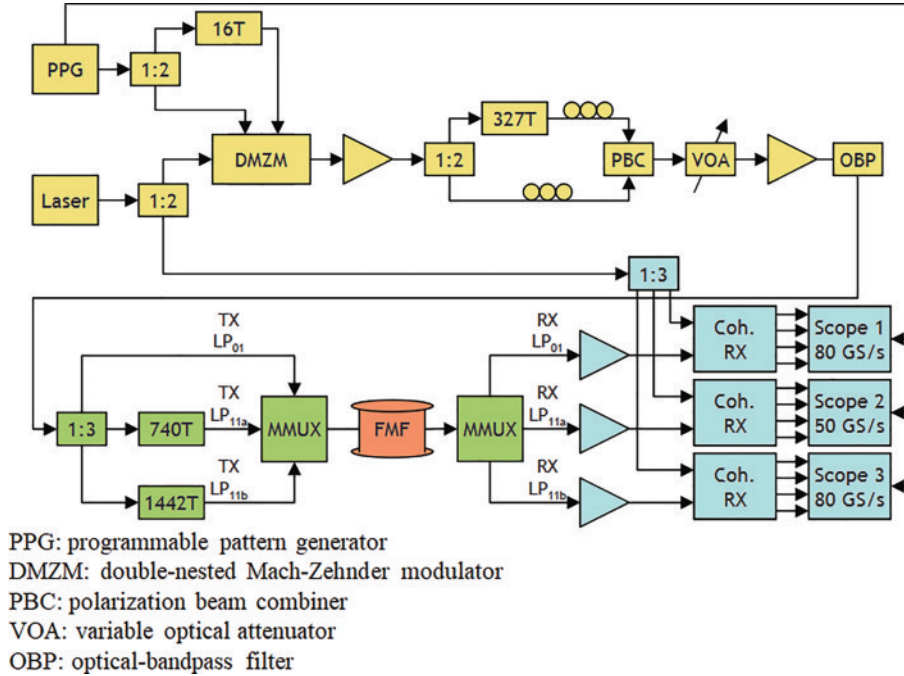 16T
PPG
1:2
327T
DMZM
1:2
PBC
VOA
OBP
Laser
1:2
1:3
TX
LP01
RX
LP01
Coh.
RX
Scope 1
80 GS/s
TX
LP11a
RX
LP11a
1:3
740T
MMUX
FMF
MMUX
Coh.
RX
Scope 2
50 GS/s
TX
LP11b
RX
LP11b
1442T
Coh.
RX
Scope 3
80 GS/s
PPG: programmable pattern generator
DMZM: double-nested Mach-Zehnder modulator
PBC: polarization beam combiner
VOA: variable optical attenuator
OBP: optical-bandpass filter